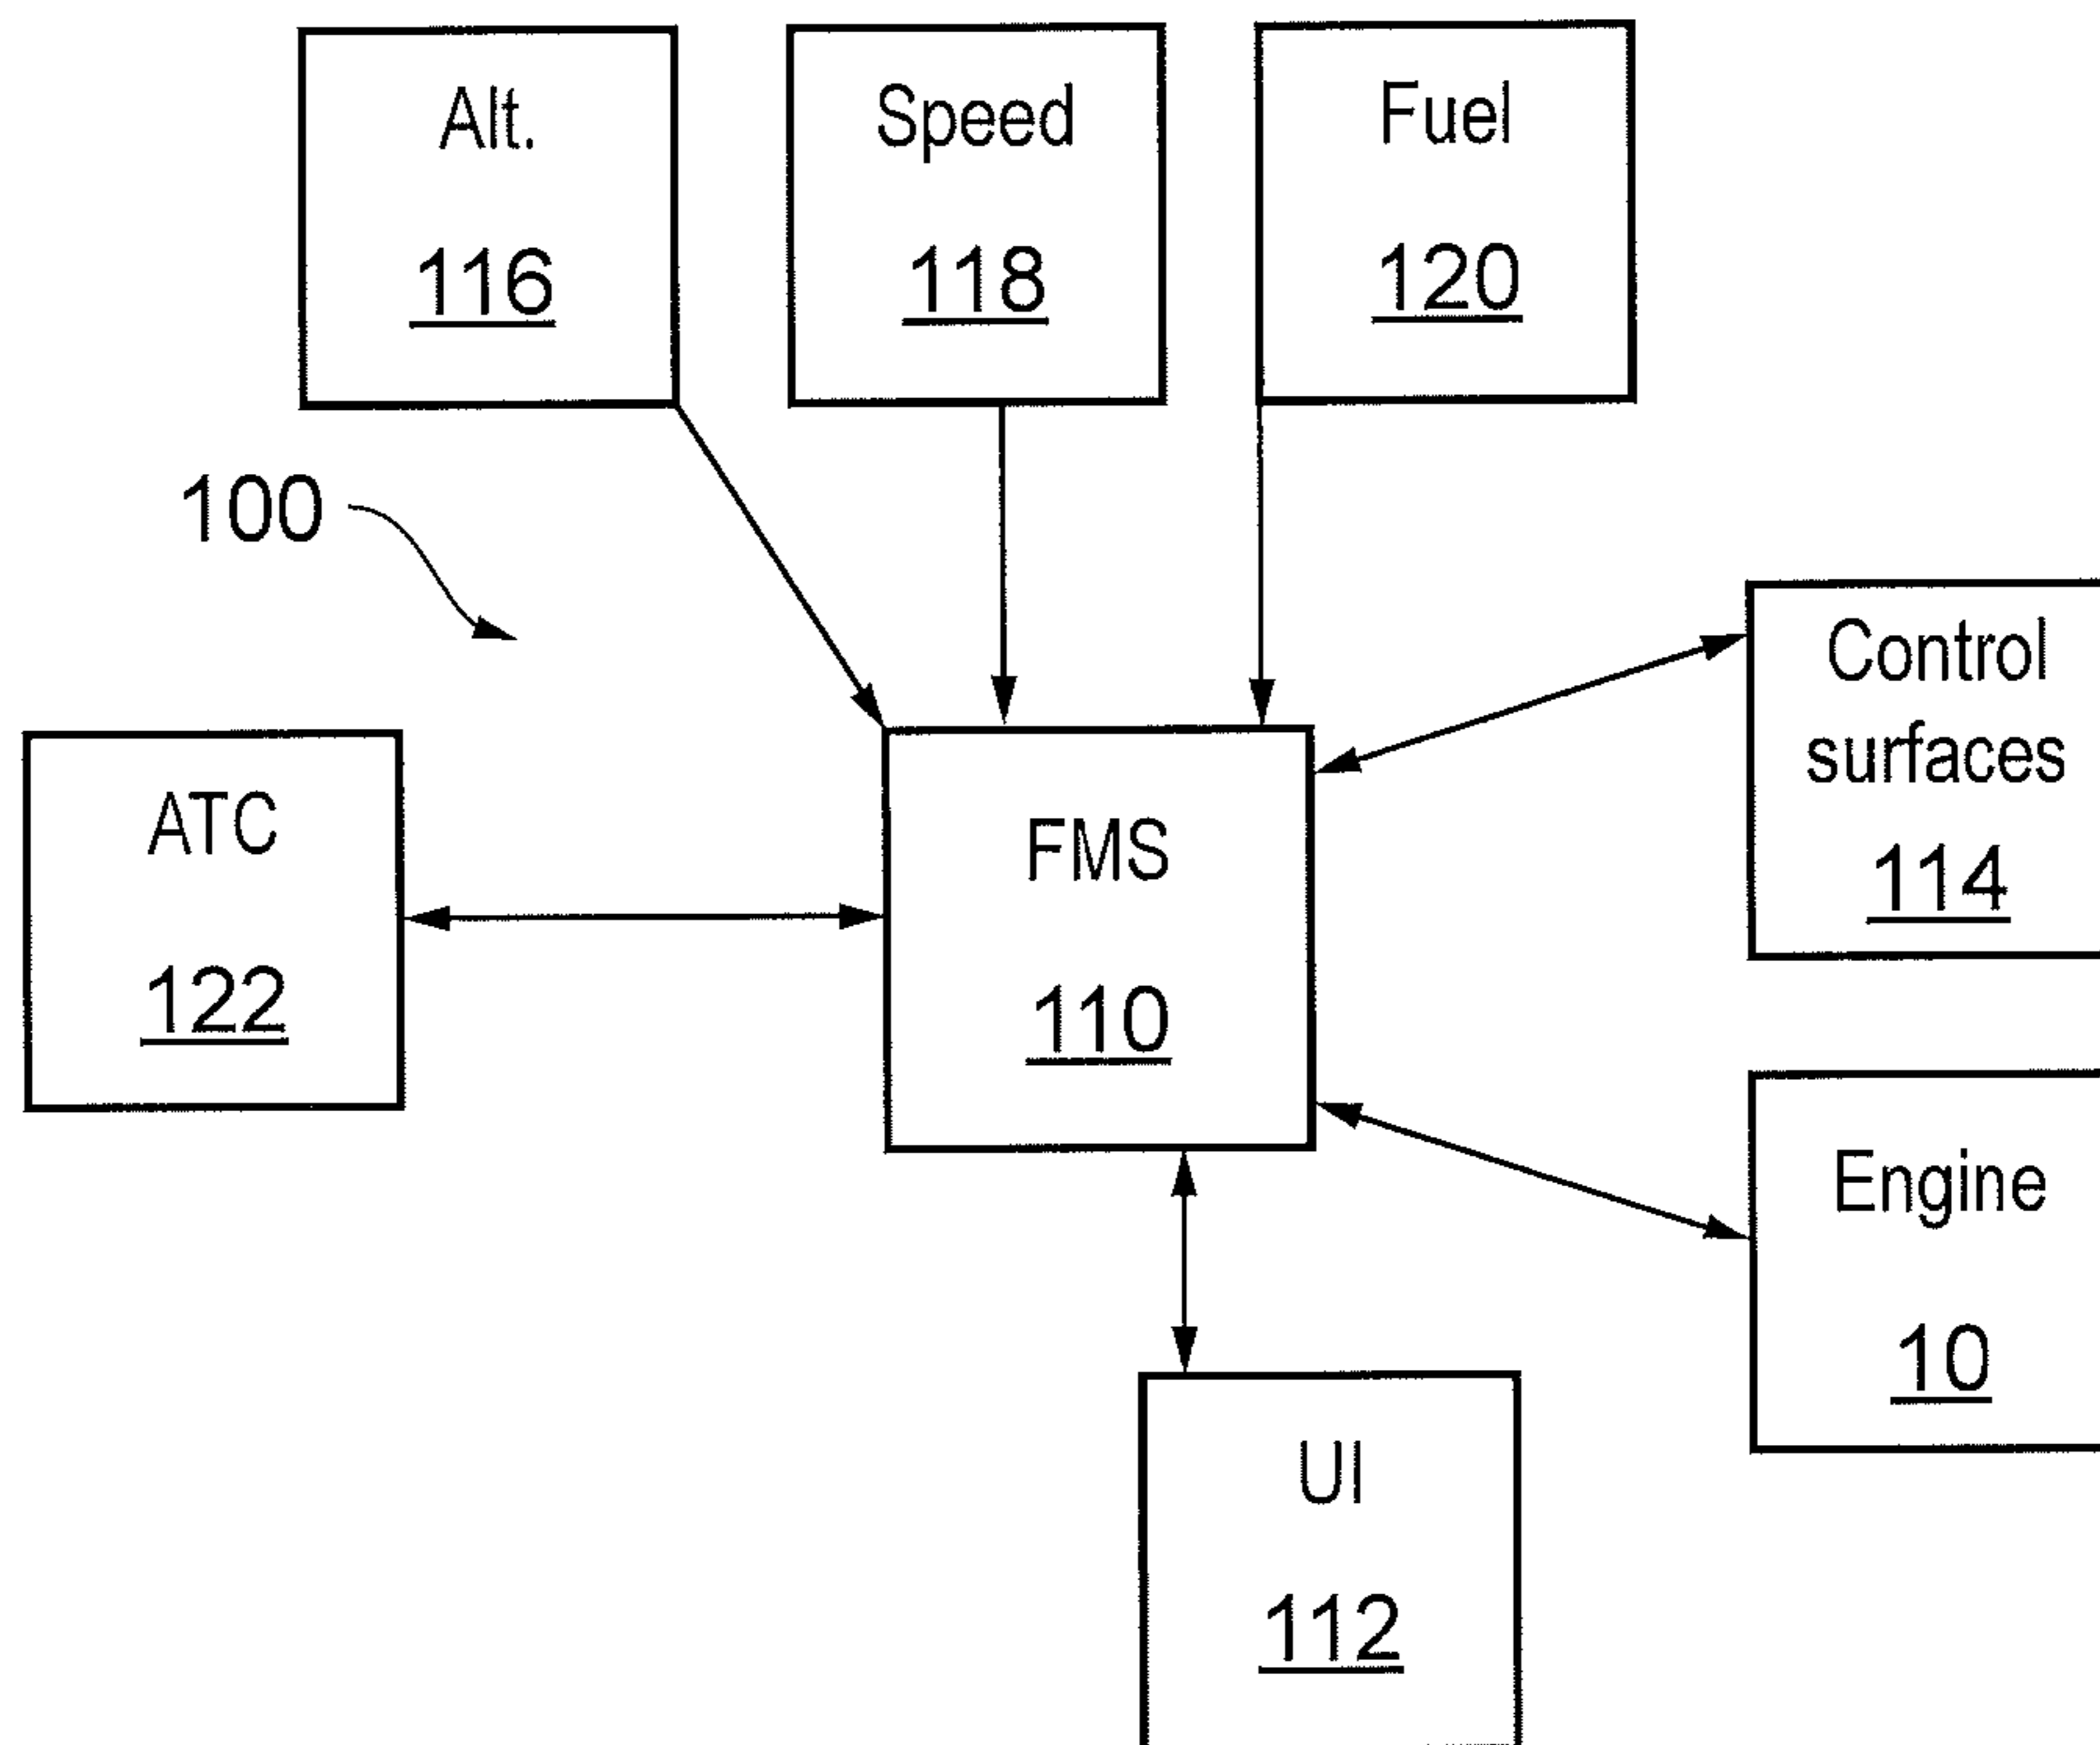 Alt.
116
Speed
118
Fuel
120
100
Control
surfaces
114
ATC
122
FMS
110
Engine
10
UI
112